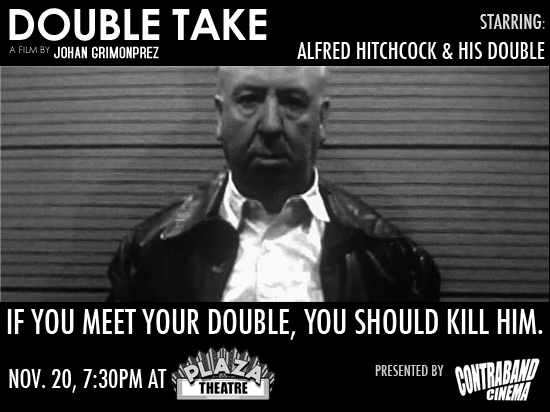 DOUBLE TAKE
A FILM BY JOHAN GRIMONPREZ
STARRING:
ALFRED HITCHCOCK & HIS DOUBLE
IF YOU MEET YOUR DOUBLE, YOU SHOULD KILL HIM.
NOV. 20, 7:30PM AT
PLAZA
THEATRE
PRESENTED BY
CONTRABAND
CINEMA